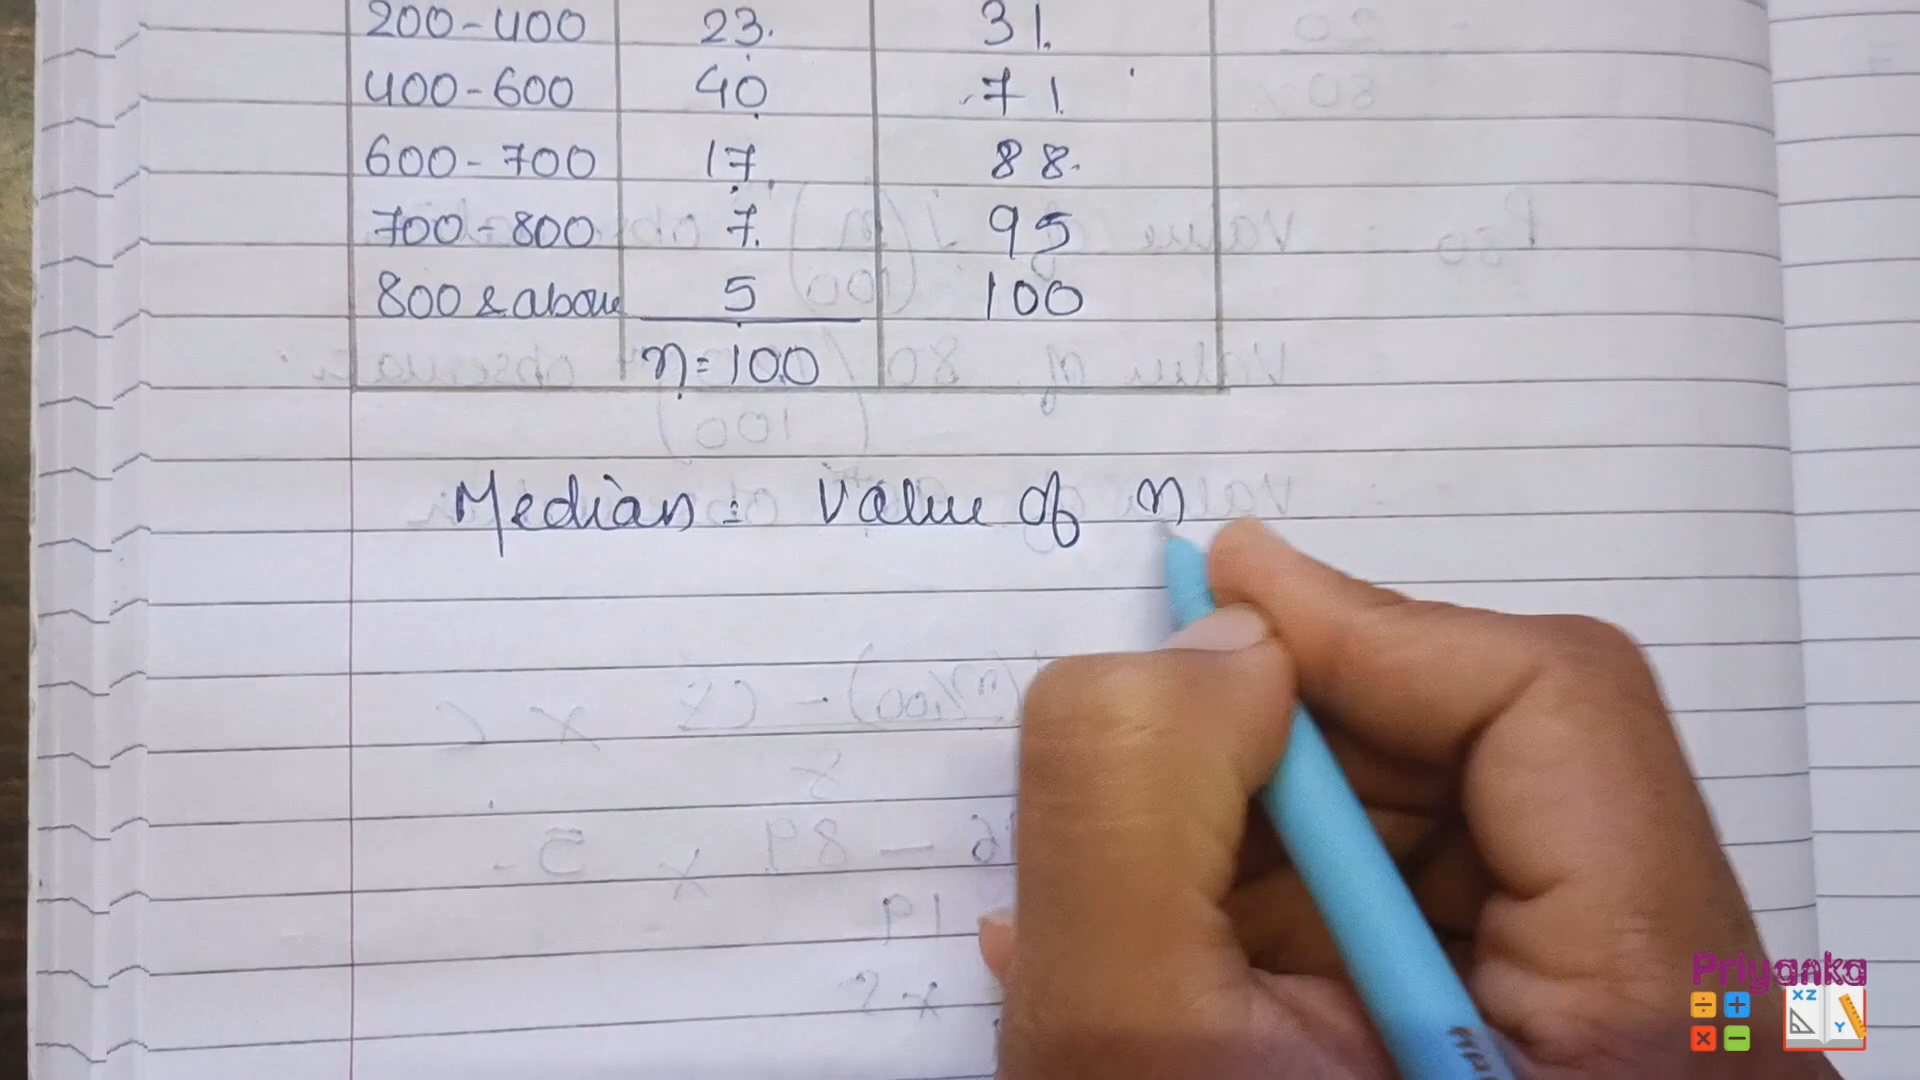 200-400 23. 31.
400-600 40 71.
600-700 17. 88.
700-800 7. 95
800 & above 5 100
n = 100
Median = Value of n
Priyanka
XZ
Y